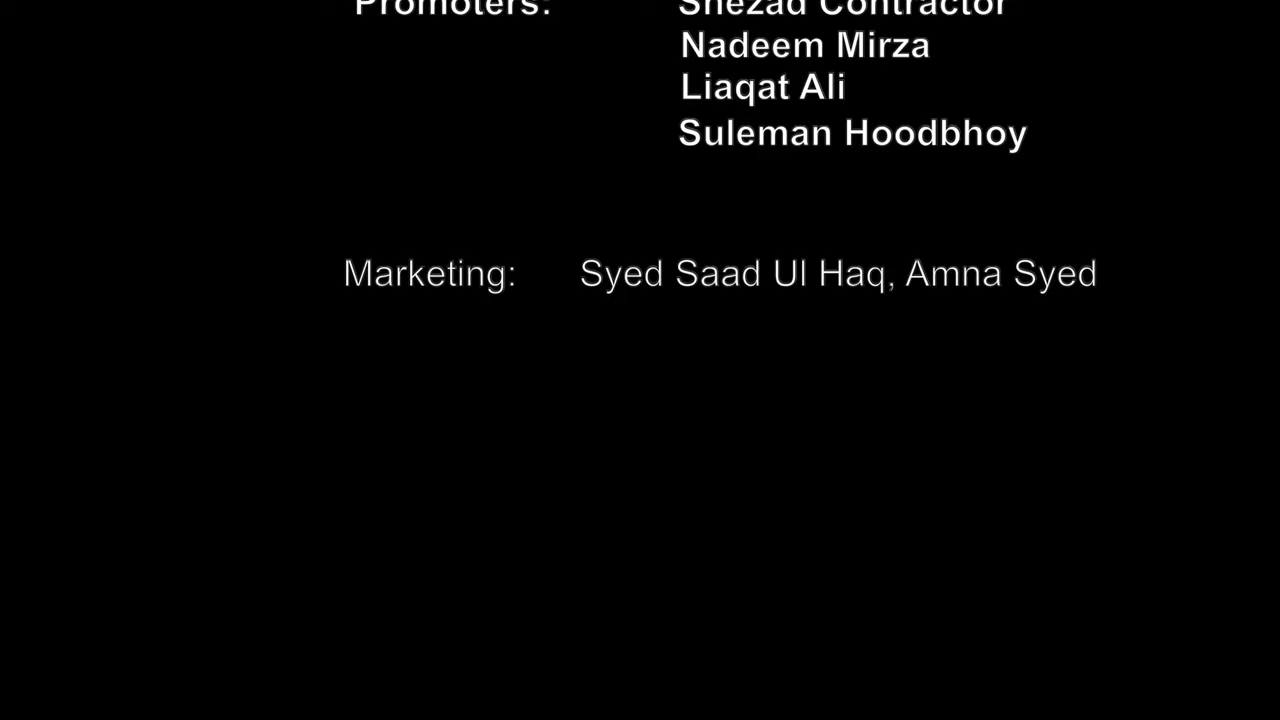 Promoters: Shezad Contractor
Nadeem Mirza
Liaqat Ali
Suleman Hoodbhoy
Marketing: Syed Saad Ul Haq, Amna Syed